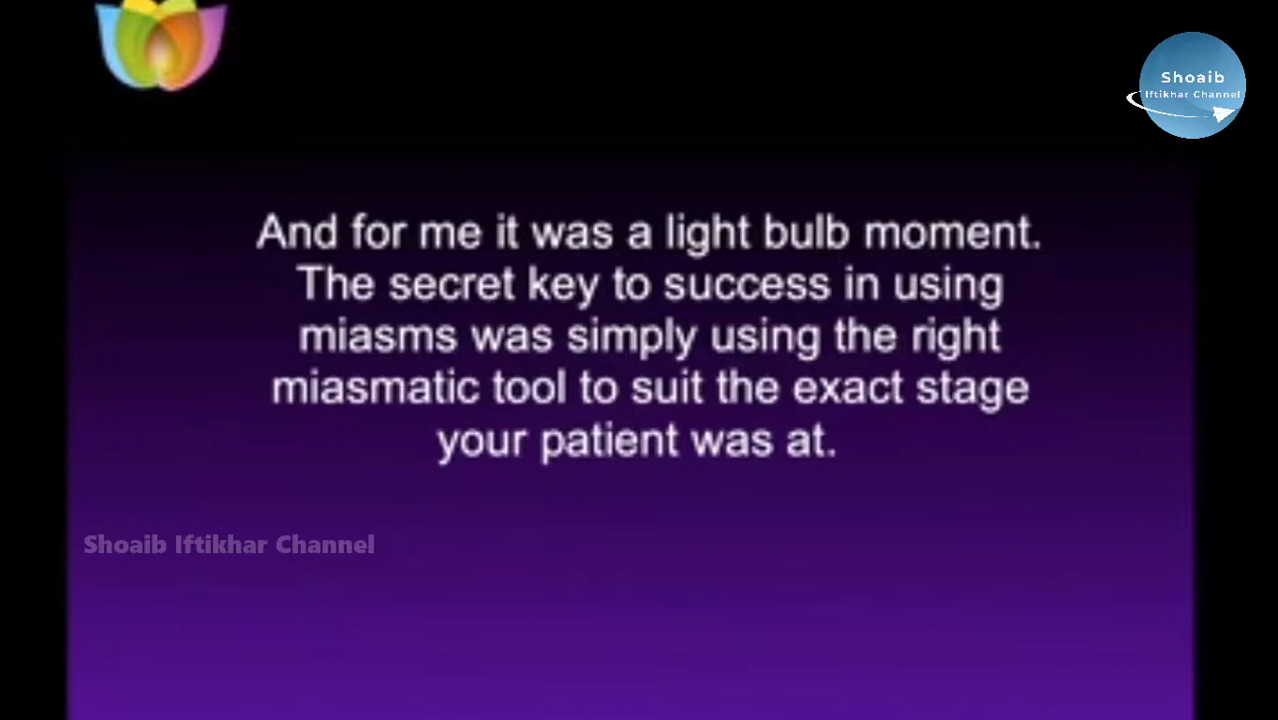 Shoaib
Iftikhar Channel
And for me it was a light bulb moment.
The secret key to success in using
miasms was simply using the right
miasmatic tool to suit the exact stage
your patient was at.
Shoaib Iftikhar Channel